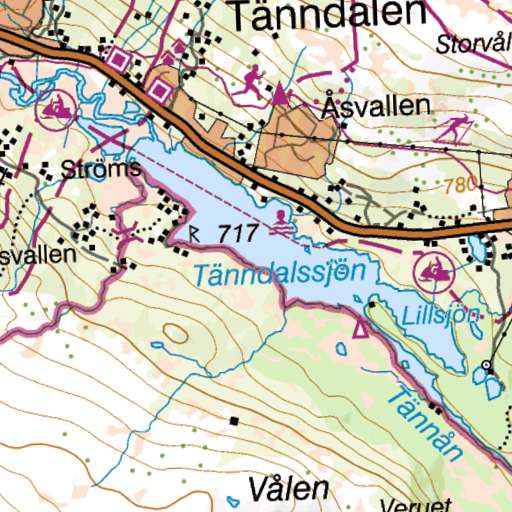 Tänndalen
Storvål
Åsvallen
Ströms
780
R 717
svallen
Tänndalssjön
Lillsjön
Tännån
Vålen
Veruet